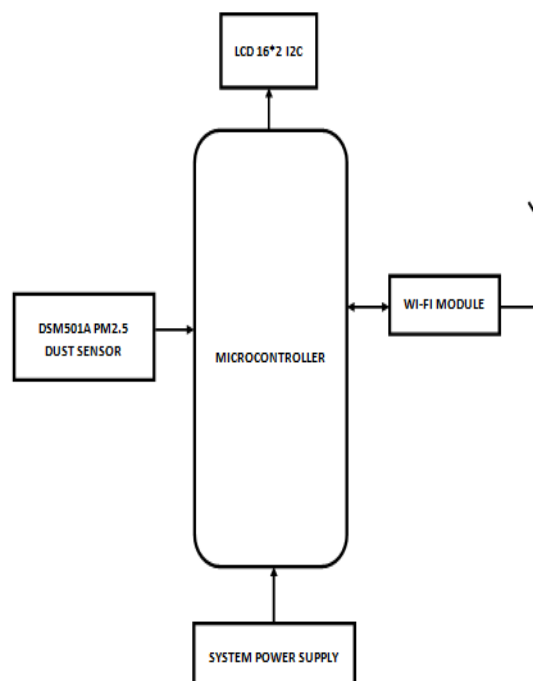 LCD 16*2 I2C
DSM501A PM2.5
DUST SENSOR
MICROCONTROLLER
WI-FI MODULE
SYSTEM POWER SUPPLY